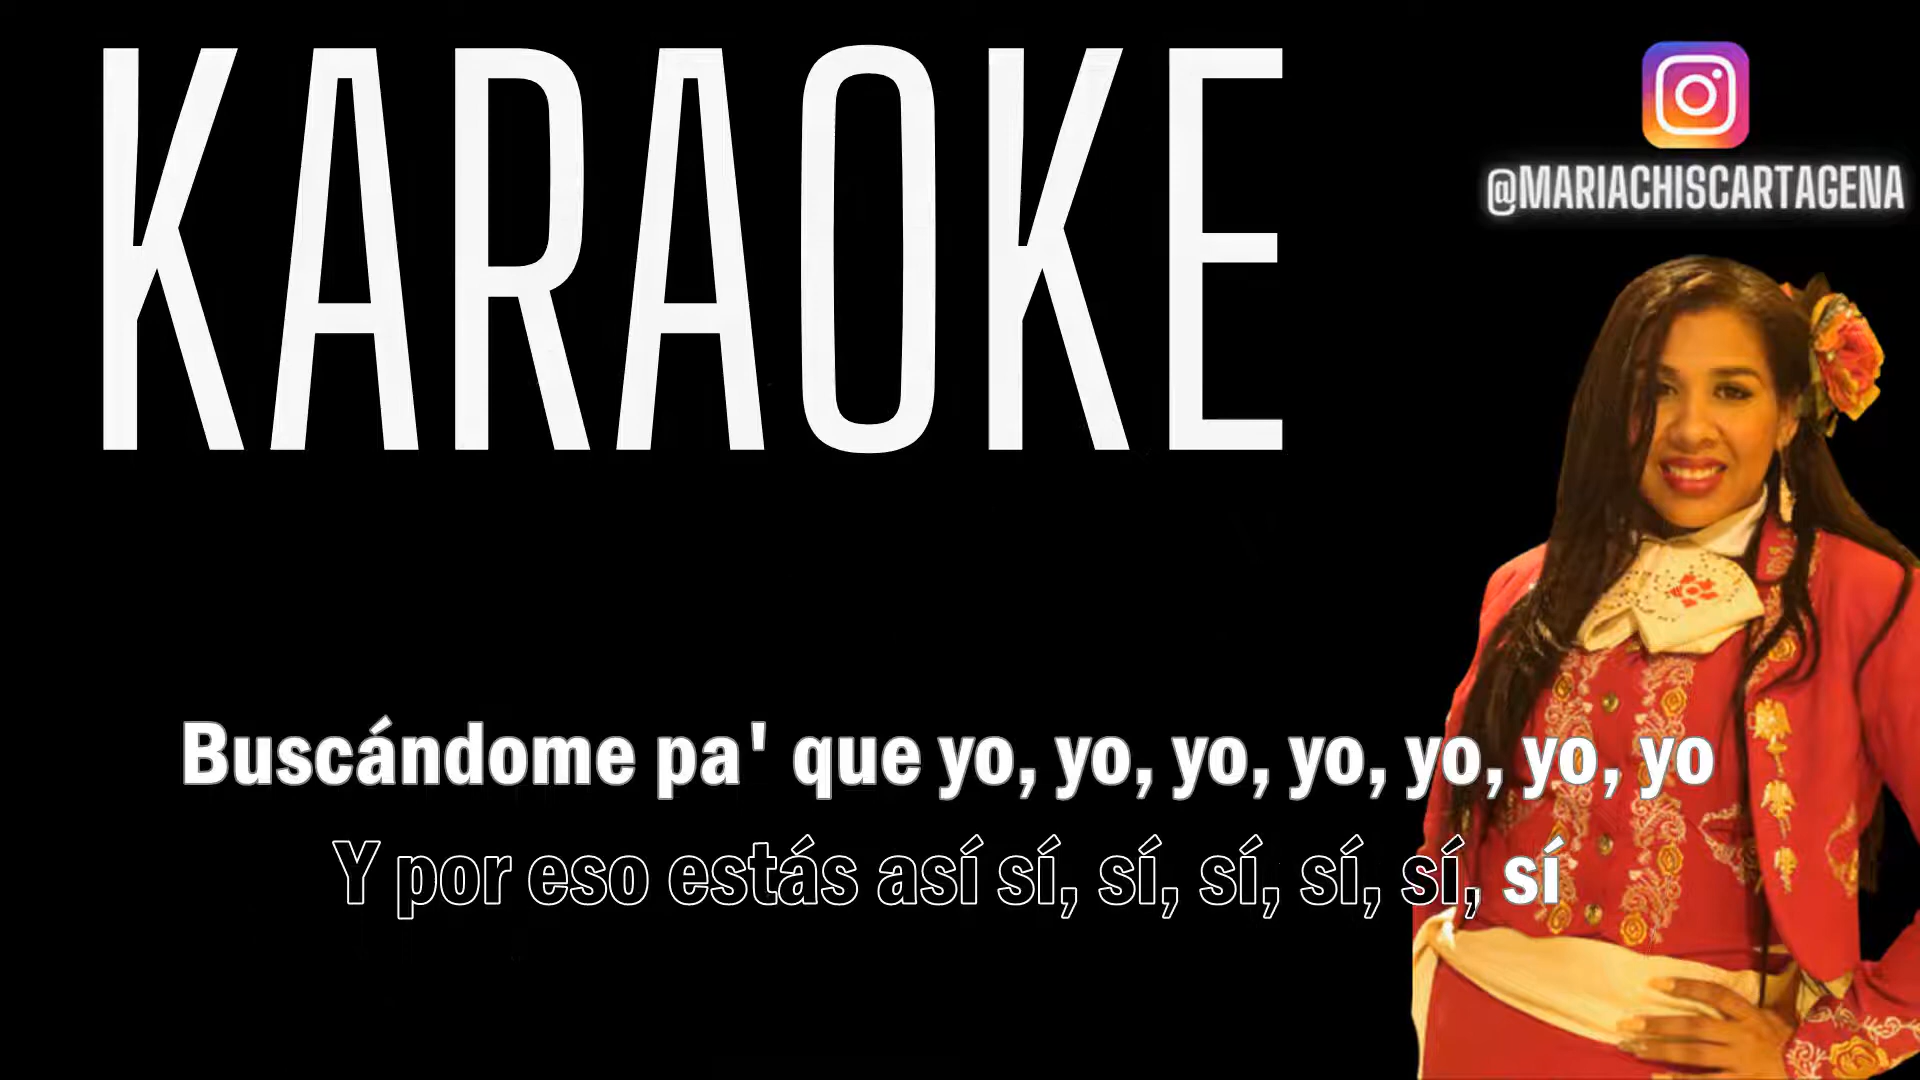 KARAOKE
@MARIACHISCARTAGENA
Buscándome pa' que yo, yo, yo, yo, yo, yo, yo
Y por eso estás así sí, sí, sí, sí, sí, sí